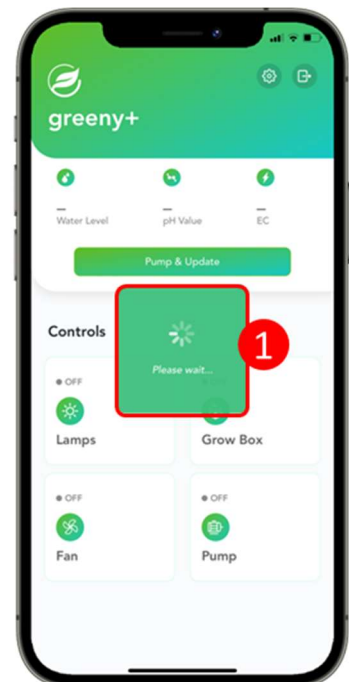 greeny+
— — —
Water Level pH Value EC
Pump & Update
Controls
Please wait...
1
OFF
Lamps Grow Box
OFF OFF
Fan Pump